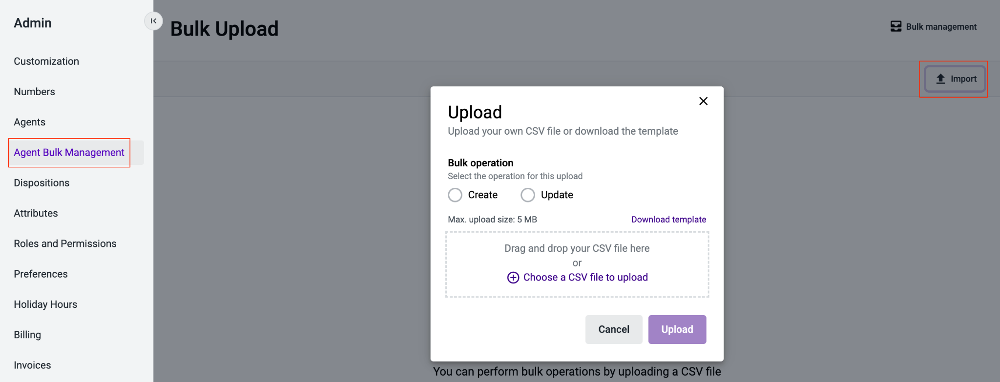 Admin
Customization
Numbers
Agents
Agent Bulk Management
Dispositions
Attributes
Roles and Permissions
Preferences
Holiday Hours
Billing
Invoices
Bulk Upload
Bulk management
Import
Upload
Upload your own CSV file or download the template
Bulk operation
Select the operation for this upload
Create Update
Max. upload size: 5 MB Download template
Drag and drop your CSV file here
or
Choose a CSV file to upload
Cancel Upload
You can perform bulk operations by uploading a CSV file